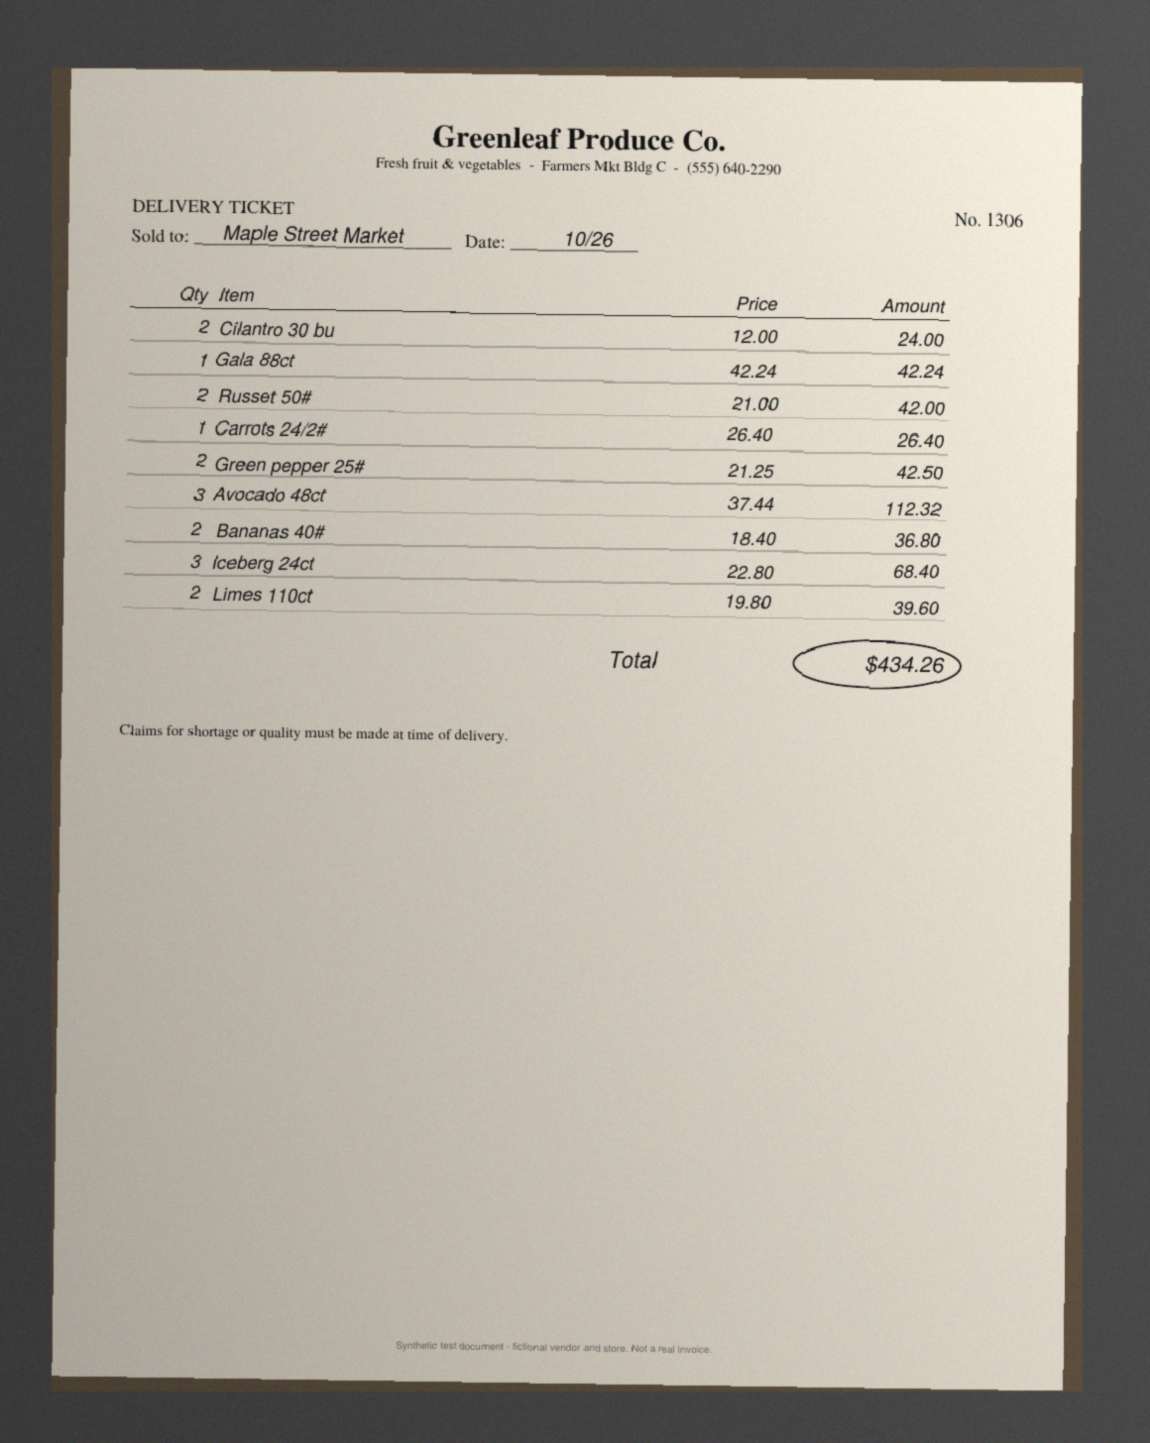 Greenleaf Produce Co.
Fresh fruit & vegetables - Farmers Mkt Bldg C - (555) 640-2290
DELIVERY TICKET
No. 1306
Sold to: Maple Street Market Date: 10/26
Qty Item Price Amount
2 Cilantro 30 bu 12.00 24.00
1 Gala 88ct 42.24 42.24
2 Russet 50# 21.00 42.00
1 Carrots 24/2# 26.40 26.40
2 Green pepper 25# 21.25 42.50
3 Avocado 48ct 37.44 112.32
2 Bananas 40# 18.40 36.80
3 Iceberg 24ct 22.80 68.40
2 Limes 110ct 19.80 39.60
Total $434.26
Claims for shortage or quality must be made at time of delivery.
Synthetic test document - fictional vendor and store. Not a real invoice.